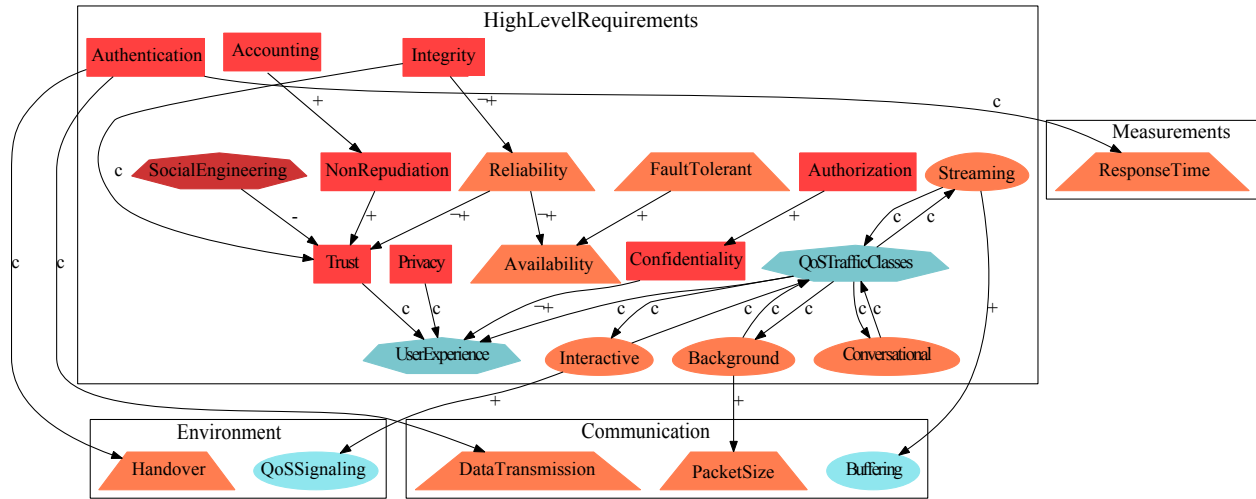 HighLevelRequirements
Authentication
Accounting
Integrity
+
¬+
c
c
Measurements
SocialEngineering
NonRepudiation
Reliability
FaultTolerant
Authorization
Streaming
ResponseTime
-
+
¬+
¬+
+
+
c
c
c
c
Trust
Privacy
Availability
Confidentiality
QoSTrafficClasses
c
c
¬+
c
c
c
c
c
c
+
UserExperience
Interactive
Background
Conversational
+
+
Environment
Communication
Handover
QoSSignaling
DataTransmission
PacketSize
Buffering